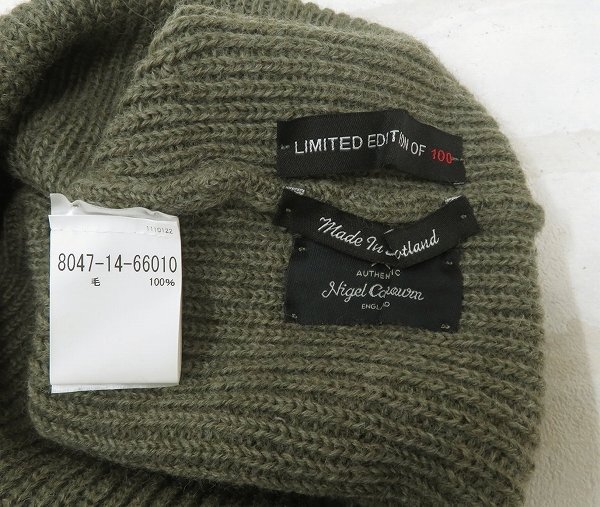 LIMITED EDITION OF 100
Made In Scotland
AUTHENTIC
Nigel Cabourn
ENGLAND
1110122
8047-14-66010
毛 100%